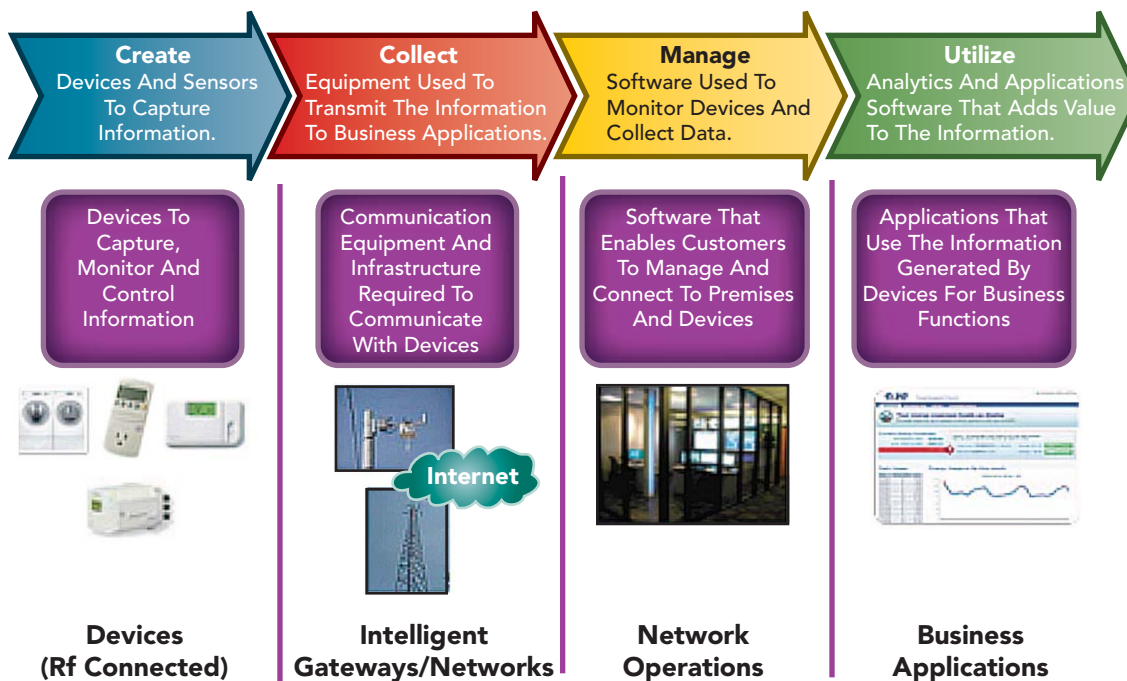 Create
Devices And Sensors
To Capture
Information.
Collect
Equipment Used To
Transmit The Information
To Business Applications.
Manage
Software Used To
Monitor Devices And
Collect Data.
Utilize
Analytics And Applications
Software That Adds Value
To The Information.
Devices To
Capture,
Monitor And
Control
Information
Communication
Equipment And
Infrastructure
Required To
Communicate
With Devices
Software That
Enables Customers
To Manage And
Connect To Premises
And Devices
Applications That
Use The Information
Generated By
Devices For Business
Functions
Internet
Devices
(Rf Connected)
Intelligent
Gateways/Networks
Network
Operations
Business
Applications